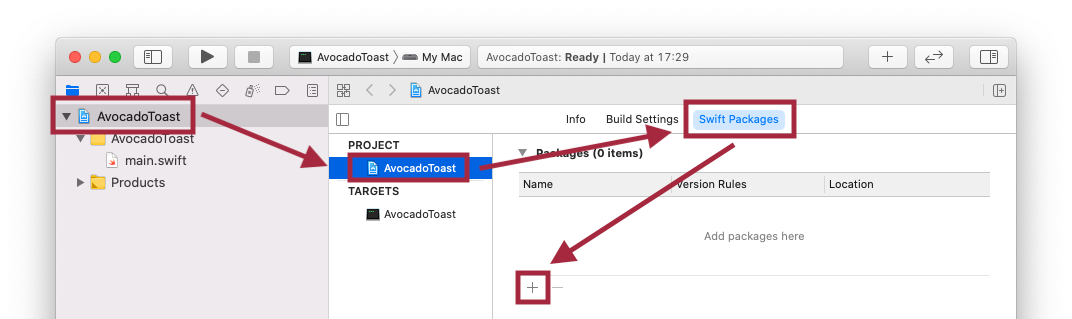 AvocadoToast 〉 My Mac
AvocadoToast: Ready | Today at 17:29
AvocadoToast
AvocadoToast
AvocadoToast
main.swift
Products
Info Build Settings Swift Packages
PROJECT
AvocadoToast
TARGETS
AvocadoToast
Packages (0 items)
Name Version Rules Location
Add packages here